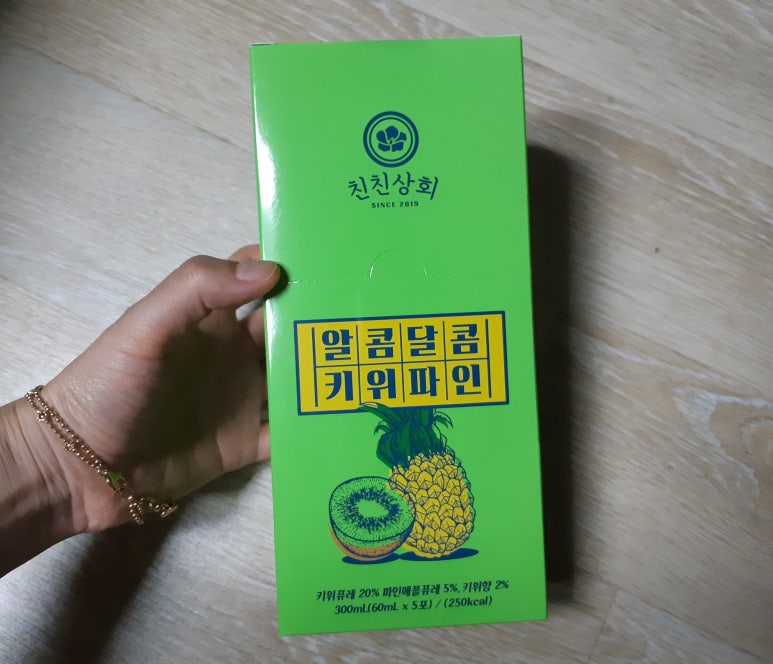 친친상회
SINCE 2019
알콤달콤
키위파인
키위퓨레 20% 파인애플퓨레 5%, 키위향 2%
300mL(60mL x 5포) / (250kcal)